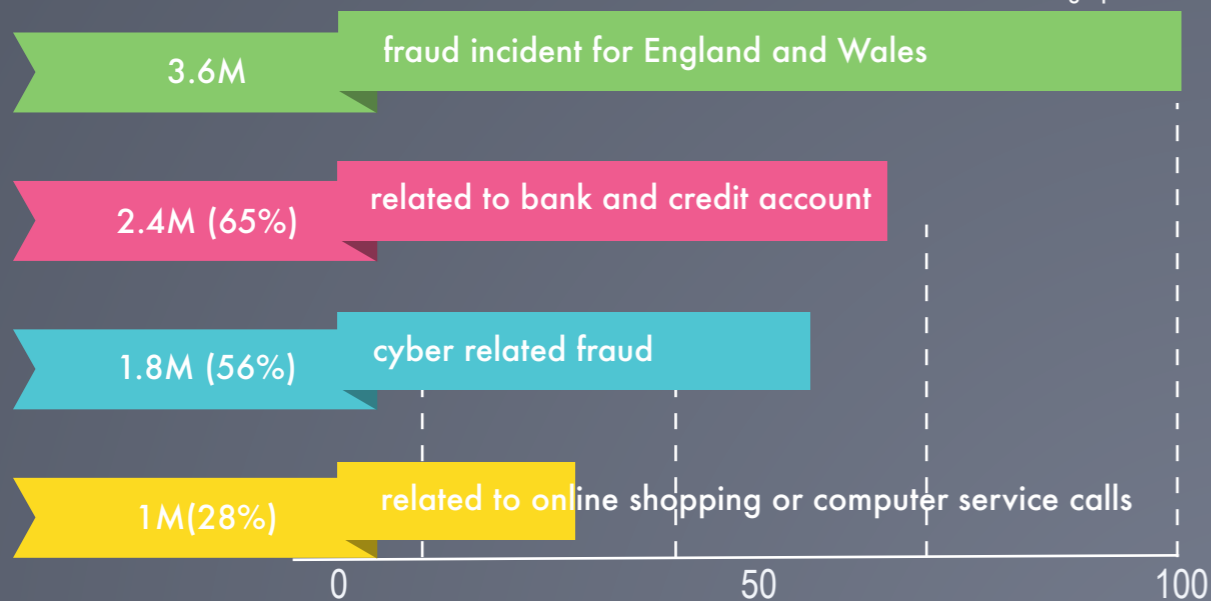 3.6M
fraud incident for England and Wales
2.4M (65%)
related to bank and credit account
1.8M (56%)
cyber related fraud
1M(28%)
related to online shopping or computer service calls
0 50 100